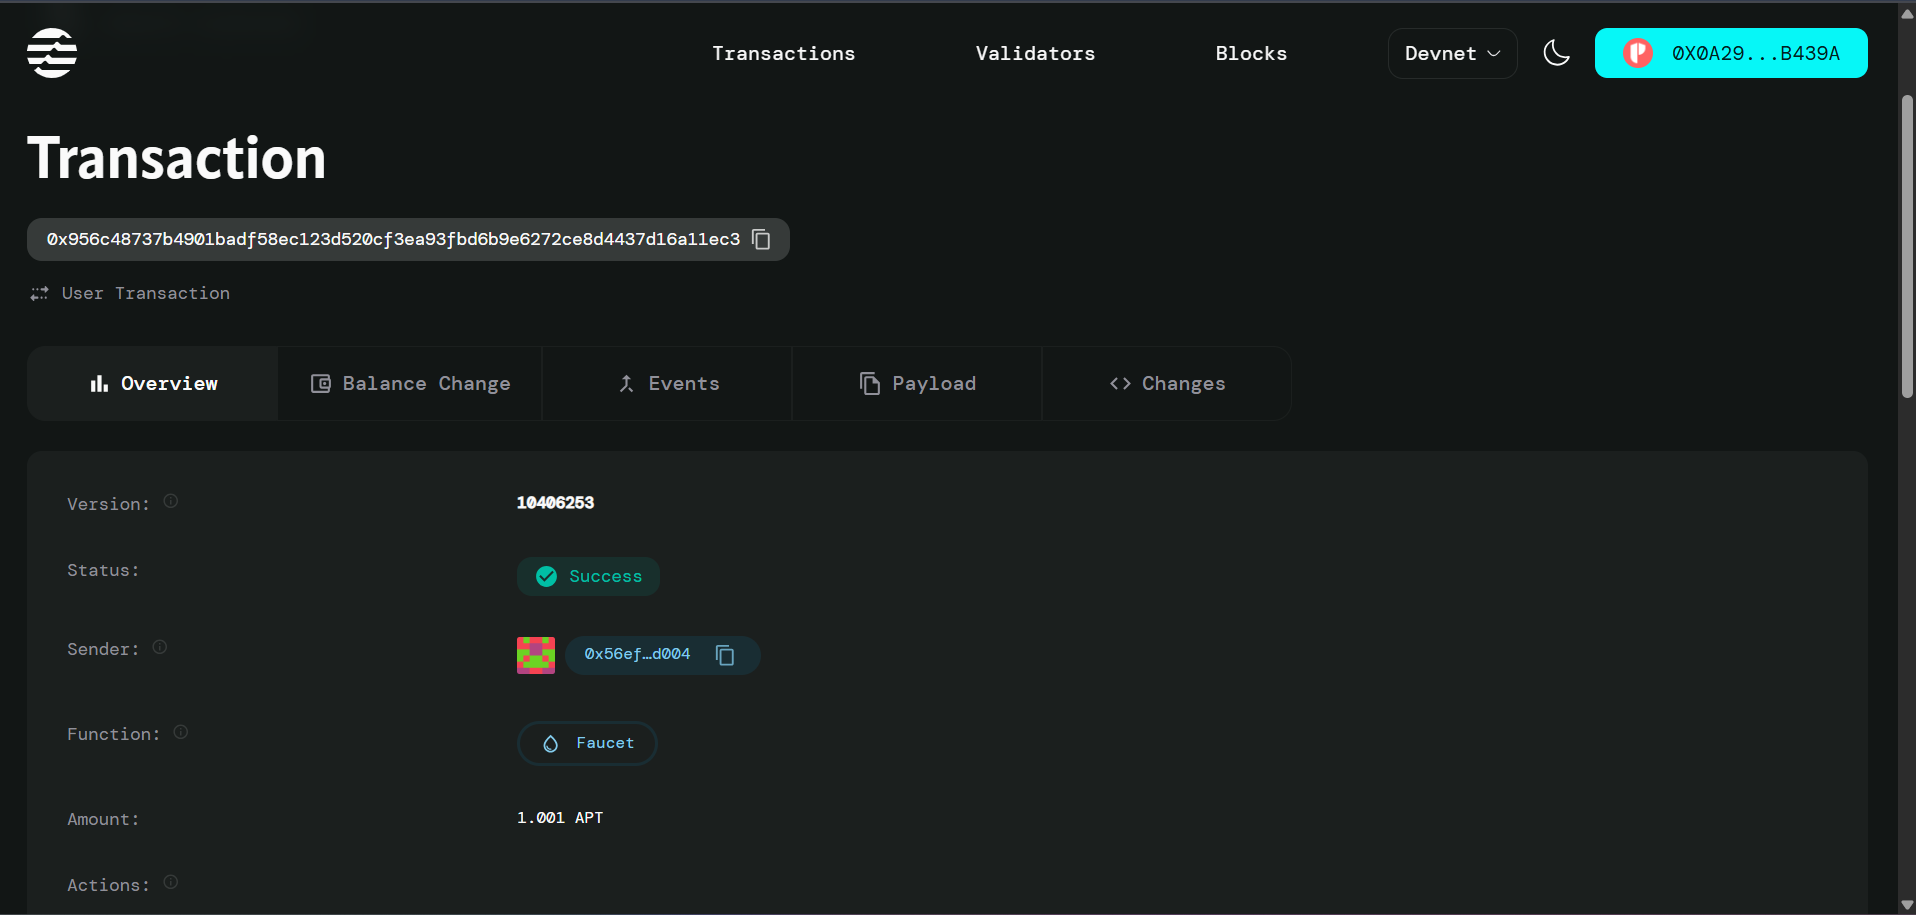 Transactions Validators Blocks Devnet 0X0A29...B439A
Transaction
0x956c48737b4901badf58ec123d520cf3ea93fbd6b9e6272ce8d4437d16a11ec3
User Transaction
Overview Balance Change Events Payload Changes
Version: 10406253
Status: Success
Sender: 0x56ef…d004
Function: Faucet
Amount: 1.001 APT
Actions: